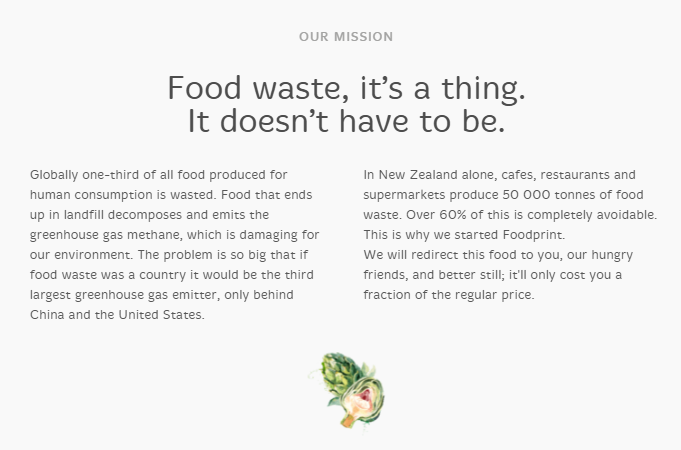 OUR MISSION
Food waste, it's a thing.
It doesn't have to be.
Globally one-third of all food produced for
human consumption is wasted. Food that ends
up in landfill decomposes and emits the
greenhouse gas methane, which is damaging for
our environment. The problem is so big that if
food waste was a country it would be the third
largest greenhouse gas emitter, only behind
China and the United States.
In New Zealand alone, cafes, restaurants and
supermarkets produce 50 000 tonnes of food
waste. Over 60% of this is completely avoidable.
This is why we started Foodprint.
We will redirect this food to you, our hungry
friends, and better still; it'll only cost you a
fraction of the regular price.